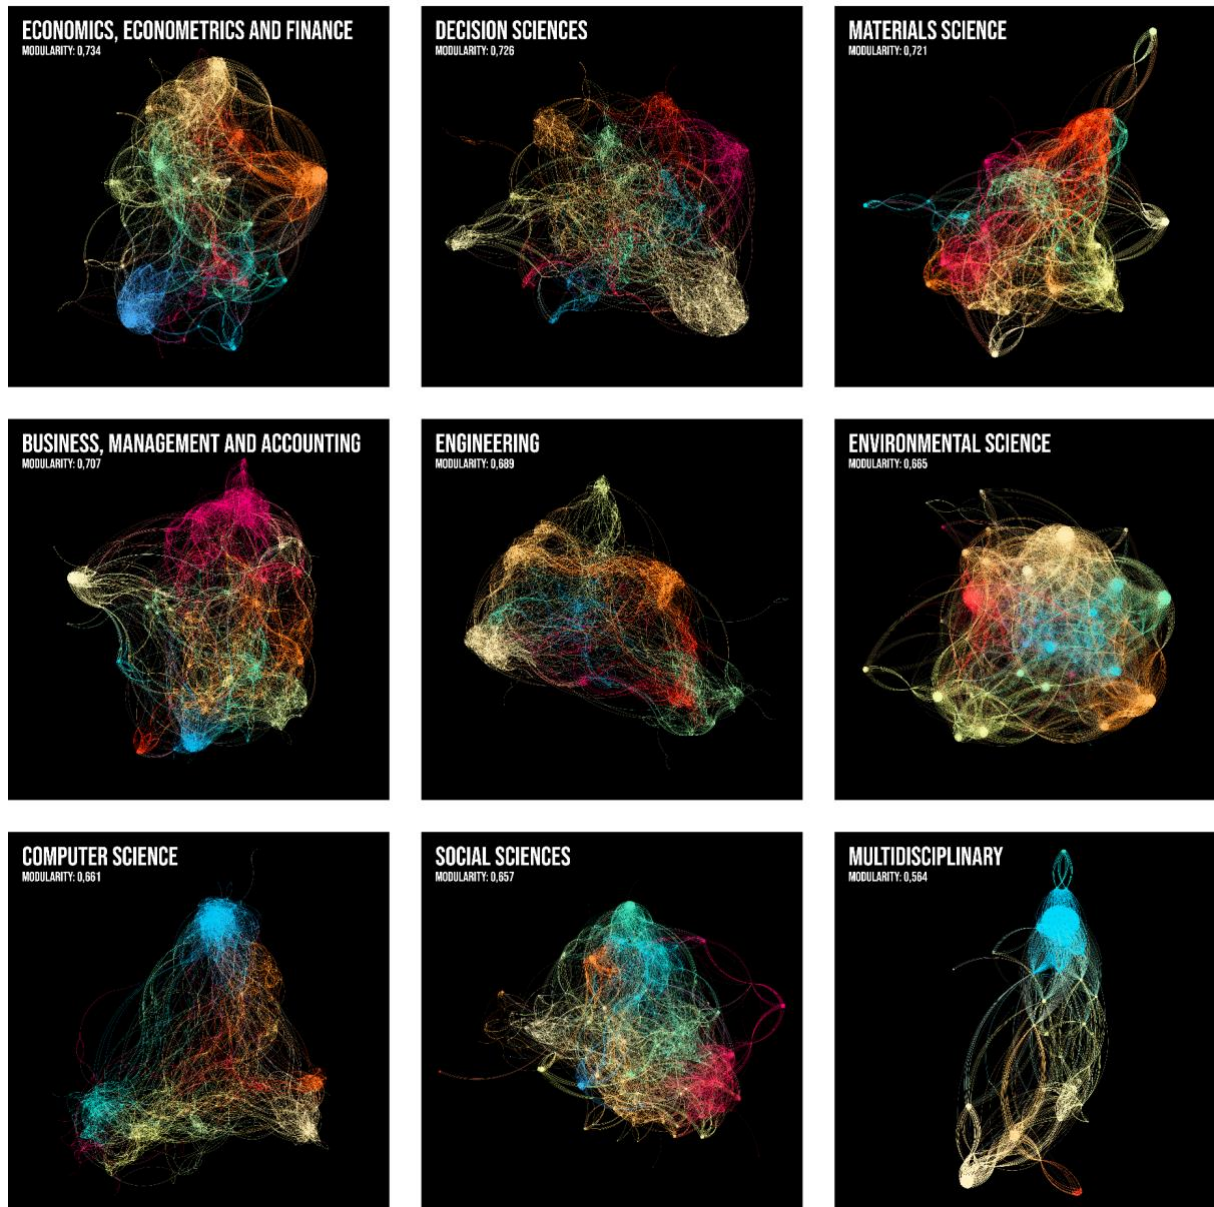 ECONOMICS, ECONOMETRICS AND FINANCE
MODULARITY: 0,734
DECISION SCIENCES
MODULARITY: 0,726
MATERIALS SCIENCE
MODULARITY: 0,721
BUSINESS, MANAGEMENT AND ACCOUNTING
MODULARITY: 0,707
ENGINEERING
MODULARITY: 0,689
ENVIRONMENTAL SCIENCE
MODULARITY: 0,665
COMPUTER SCIENCE
MODULARITY: 0,661
SOCIAL SCIENCES
MODULARITY: 0,657
MULTIDISCIPLINARY
MODULARITY: 0,564